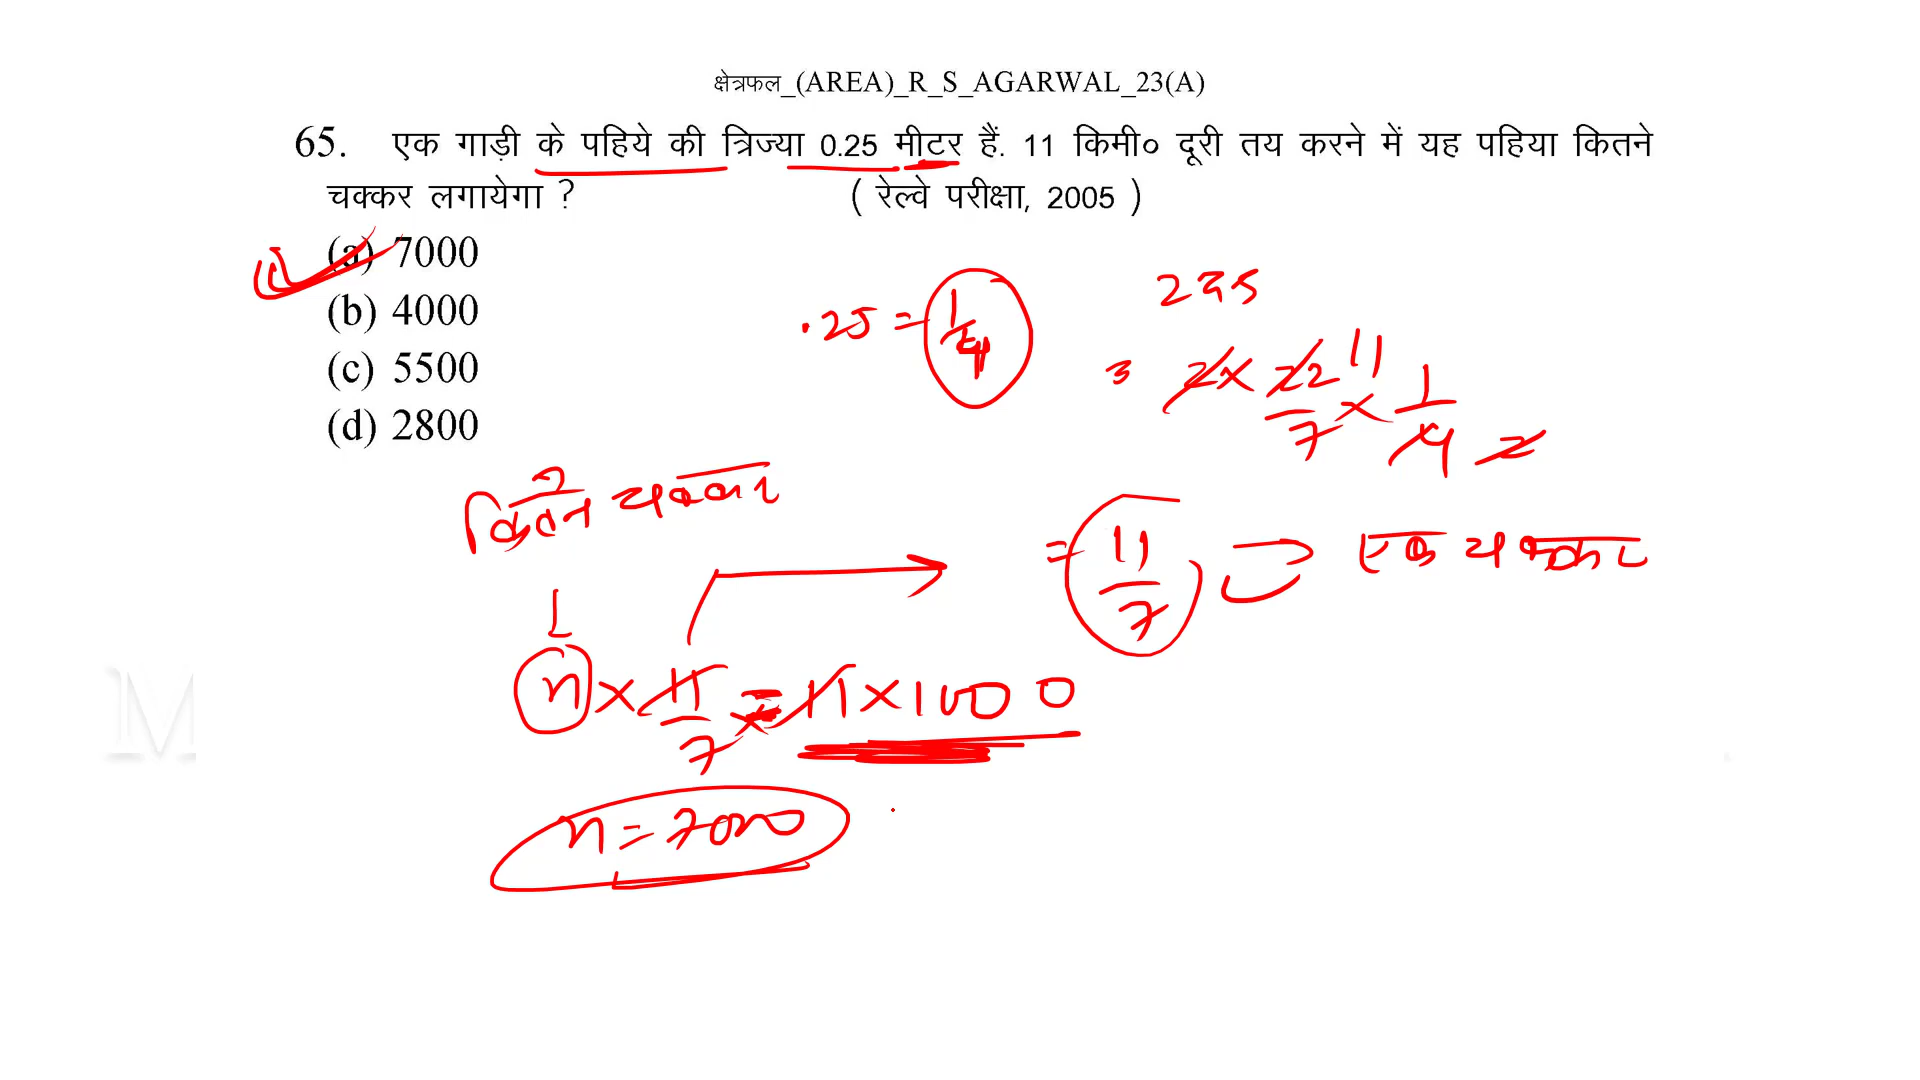 क्षेत्रफल_(AREA)_R_S_AGARWAL_23(A)
65. एक गाड़ी के पहिये की त्रिज्या 0.25 मीटर हैं. 11 किमी० दूरी तय करने में यह पहिया कितने
चक्कर लगायेगा ? ( रेल्वे परीक्षा, 2005 )
(a) 7000
(b) 4000
(c) 5500
(d) 2800
.25 = 1/4
2 × 22/7 × 1/4
11
2
कितने चक्कर
= 11/7
एक चक्कर
n × 11/7 = 11 × 1000
n = 7000
M